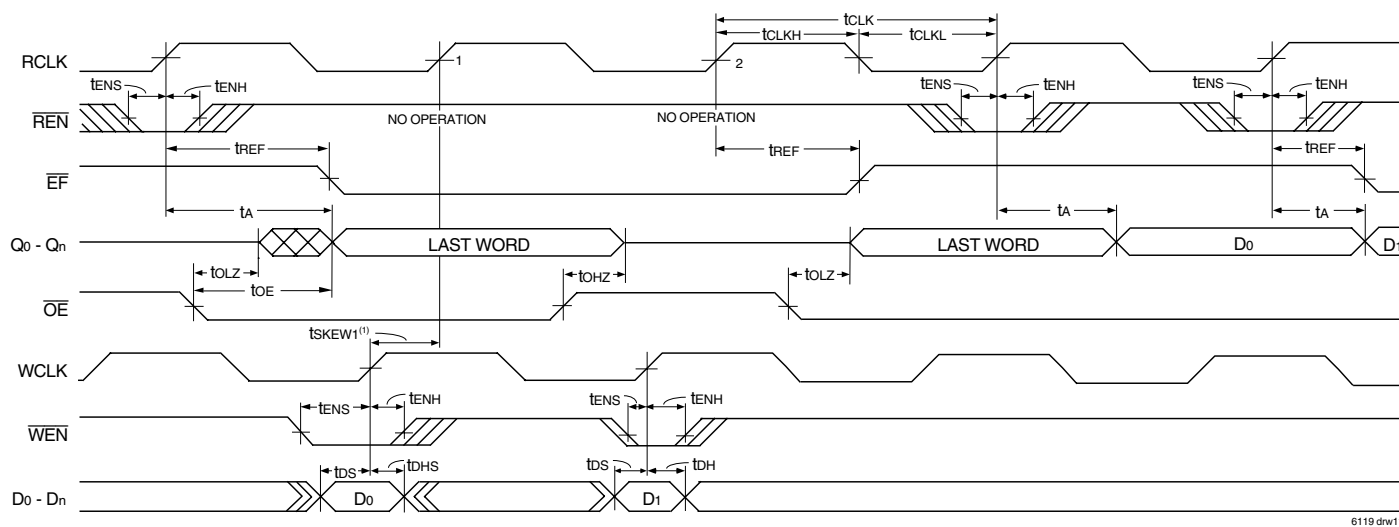 tCLK
tCLKH tCLKL
RCLK 1 2
tENS tENH tENS tENH tENS tENH
REN NO OPERATION NO OPERATION
tREF tREF tREF
EF
tA tA tA
Q0 - Qn LAST WORD LAST WORD D0 D1
tOLZ tOHZ tOLZ
tOE
OE
tSKEW1(1)
WCLK
tENS tENH tENS tENH
WEN
tDS tDHS tDS tDH
D0 - Dn D0 D1
6119 drw1